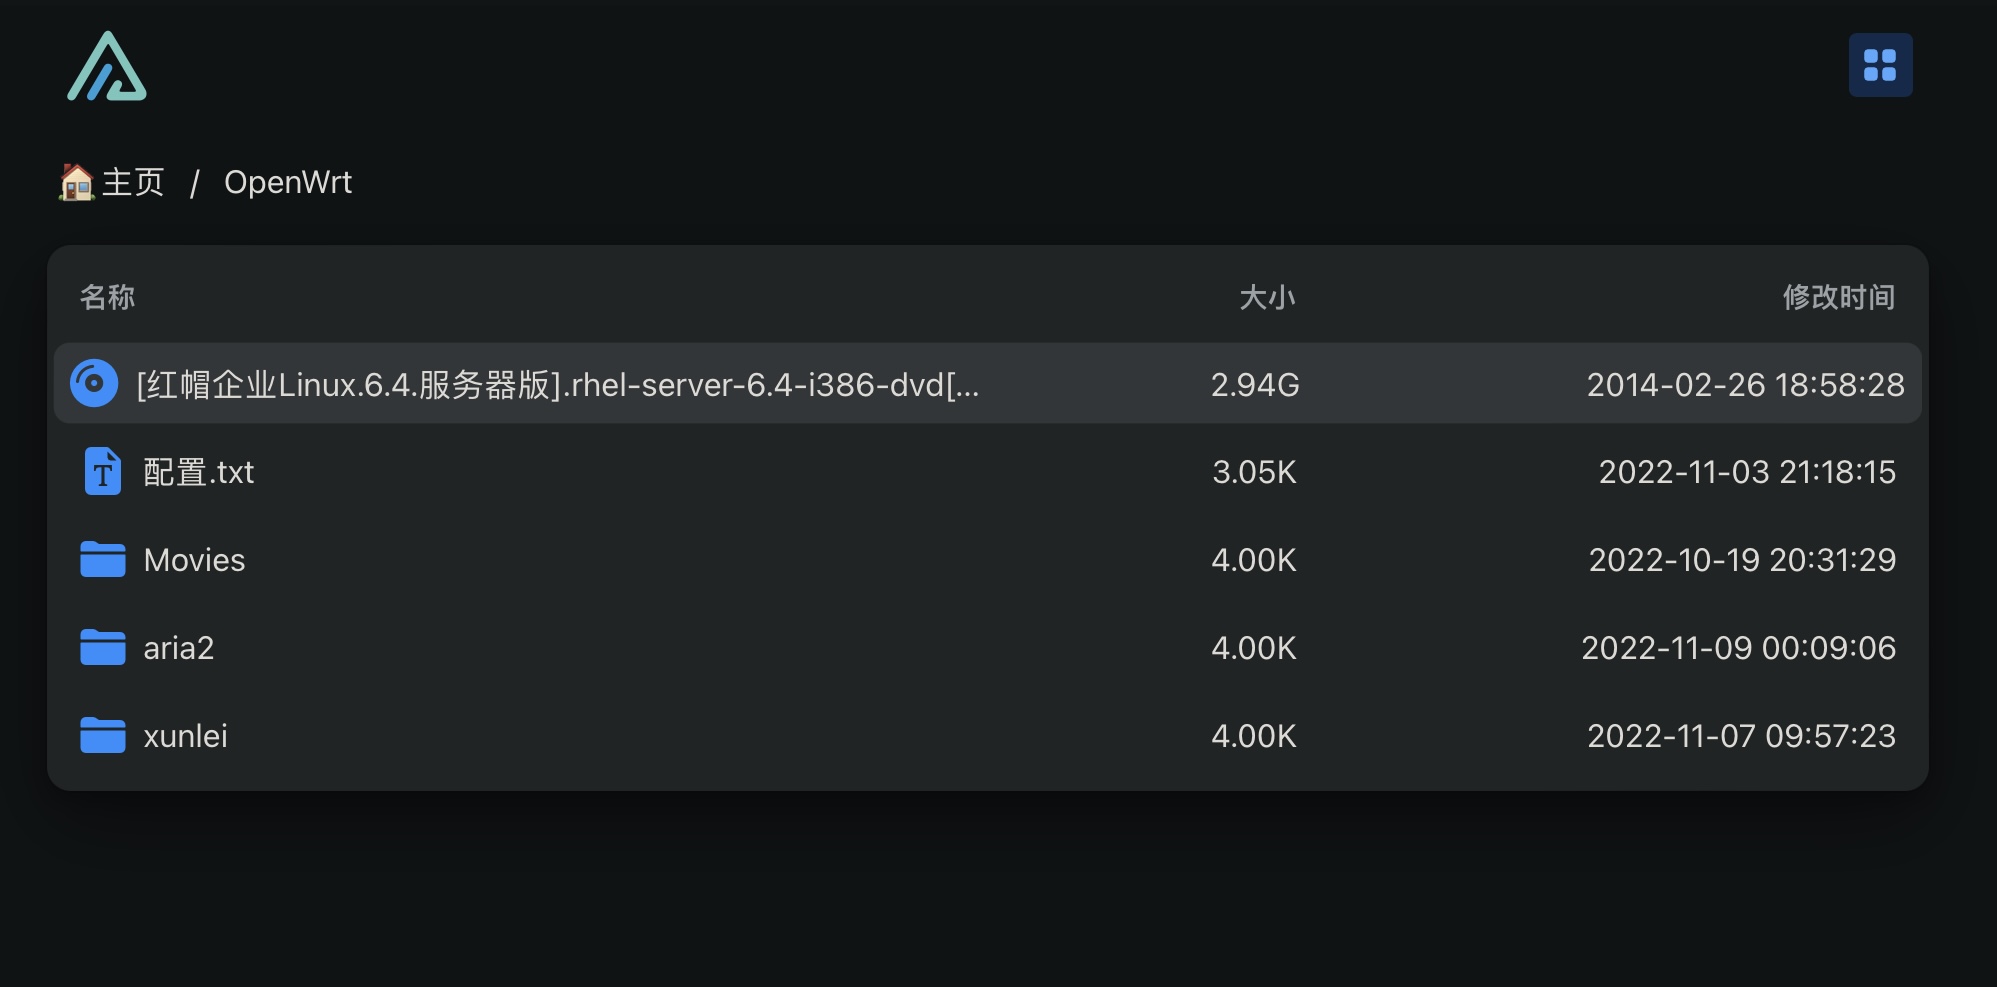 主页 / OpenWrt
名称 大小 修改时间
[红帽企业Linux.6.4.服务器版].rhel-server-6.4-i386-dvd[... 2.94G 2014-02-26 18:58:28
配置.txt 3.05K 2022-11-03 21:18:15
Movies 4.00K 2022-10-19 20:31:29
aria2 4.00K 2022-11-09 00:09:06
xunlei 4.00K 2022-11-07 09:57:23